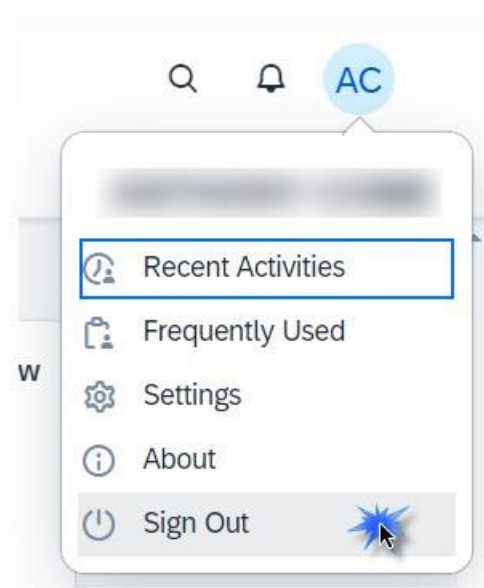 AC
Recent Activities
Frequently Used
w
Settings
About
Sign Out